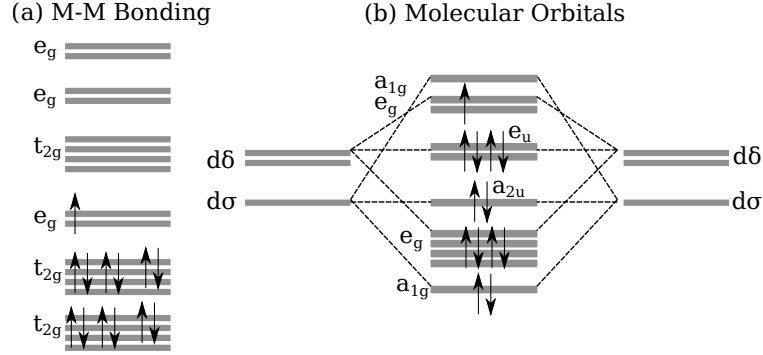 (a) M-M Bonding
e_g
e_g
t_2g
e_g
t_2g
t_2g
(b) Molecular Orbitals
a_1g
e_g
e_u
dδ
dδ
dσ
dσ
a_2u
e_g
a_1g